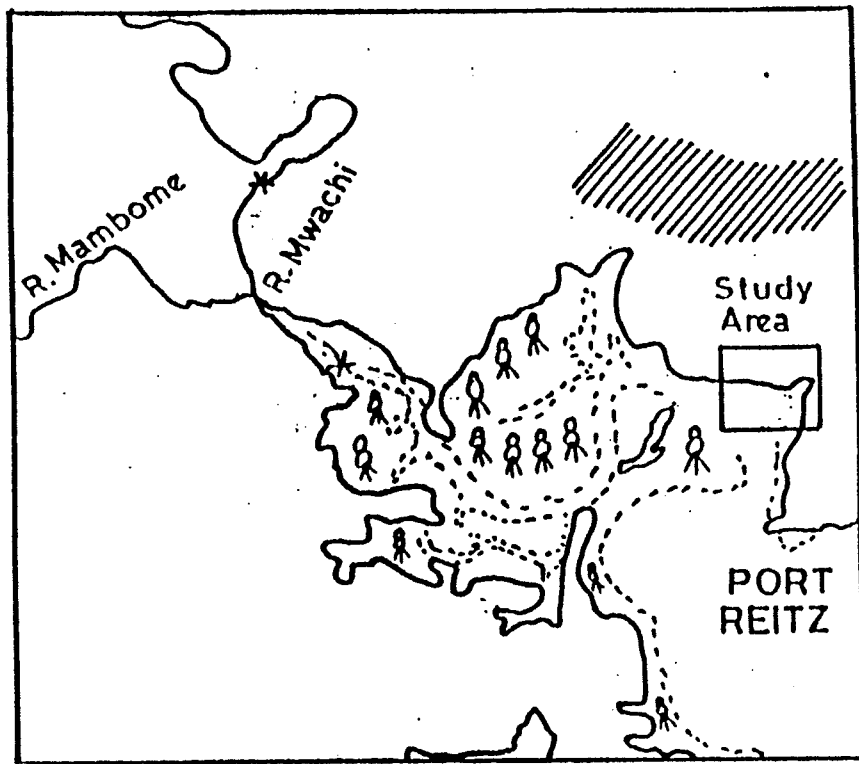 R. Mambome
R. Mwachi
Study
Area
PORT
REITZ